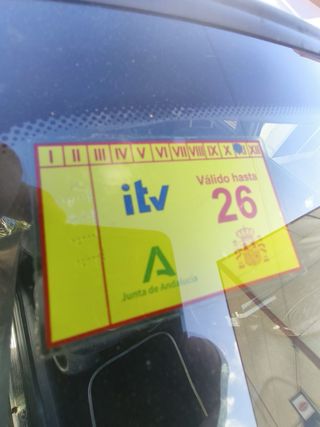 I II III IV V VI VII VIII IX X XI XII
itv
Válido hasta
26
Junta de Andalucía